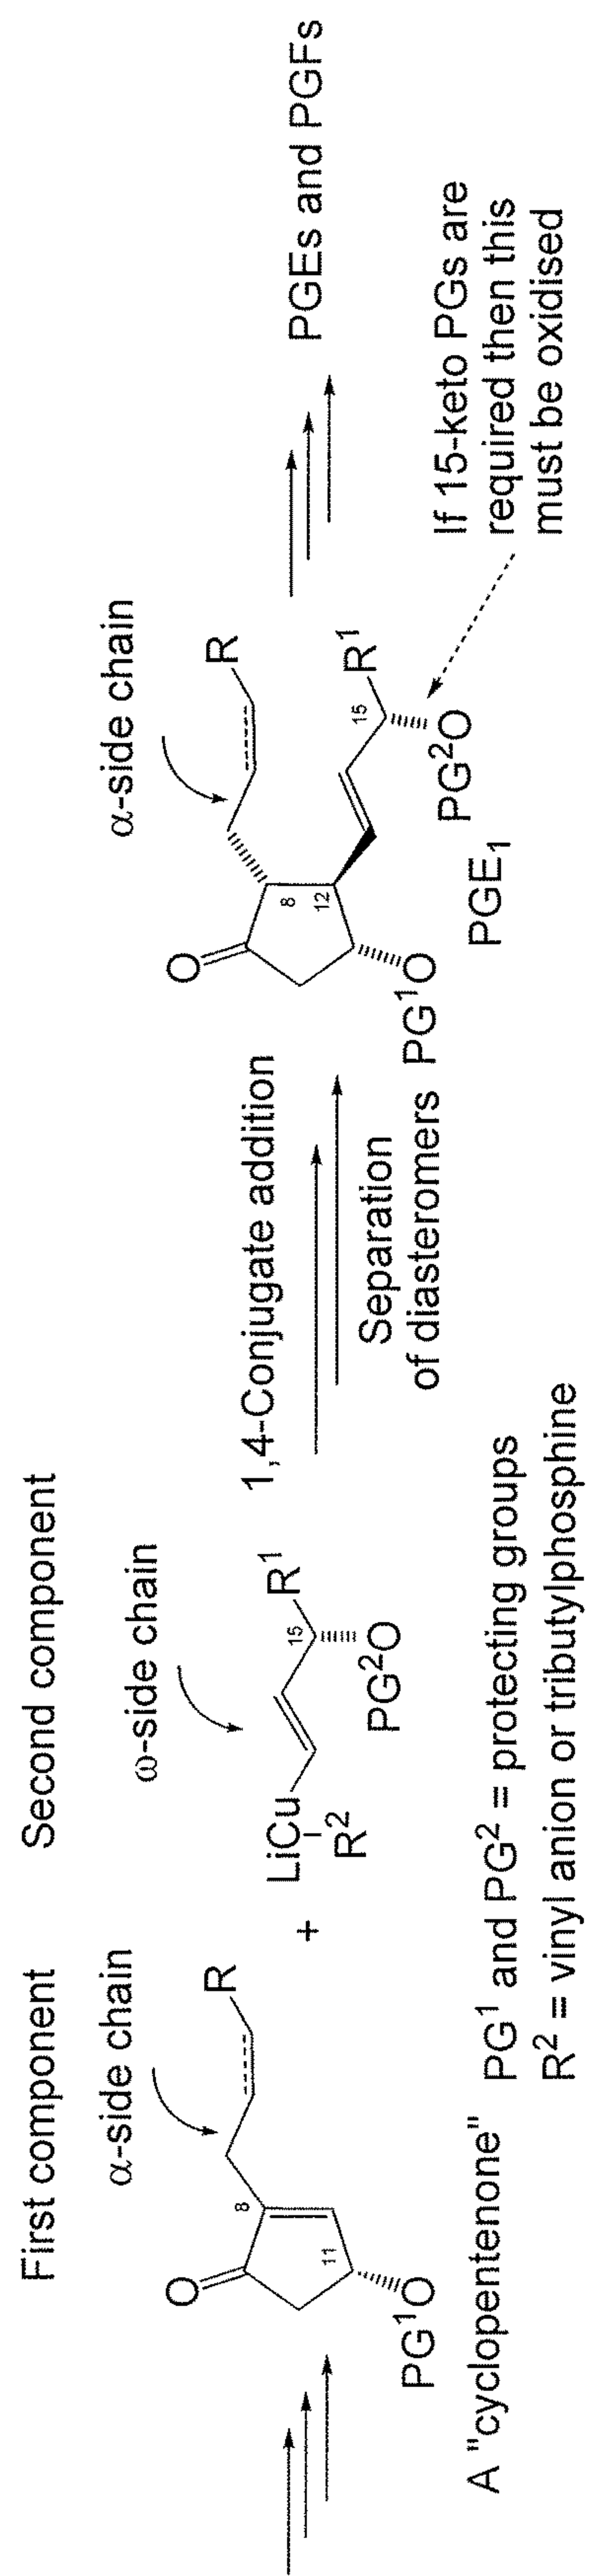 First component
Second component
α-side chain
ω-side chain
α-side chain
O
8
R
11
PG¹O
+
LiCu
R²
15
R¹
PG²O
1,4-Conjugate addition
Separation
of diasteromers
O
8
12
R
15
R¹
PG¹O
PG²O
PGE₁
PGEs and PGFs
If 15-keto PGs are
required then this
must be oxidised
A "cyclopentenone"
PG¹ and PG² = protecting groups
R² = vinyl anion or tributylphosphine